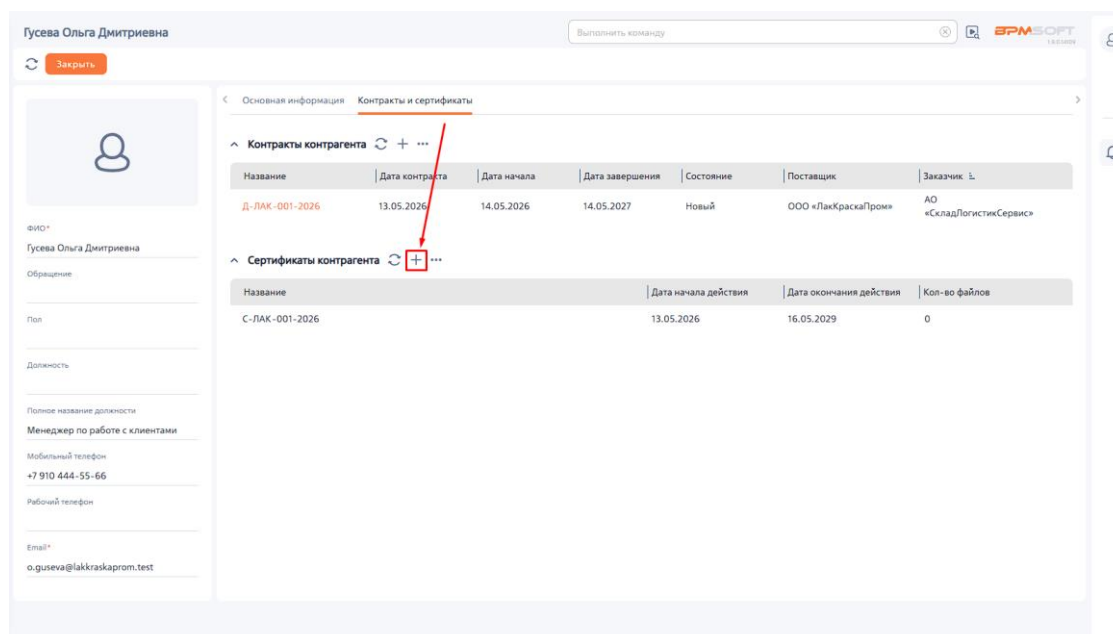 Гусева Ольга Дмитриевна
Выполнить команду
BPMSOFT
Закрыть
Основная информация Контракты и сертификаты
Контракты контрагента
Название Дата контракта Дата начала Дата завершения Состояние Поставщик Заказчик
Д-ЛАК-001-2026 13.05.2026 14.05.2026 14.05.2027 Новый ООО «ЛакКраскаПром» АО
«СкладЛогистикСервис»
ФИО*
Гусева Ольга Дмитриевна
Обращение
Сертификаты контрагента
Название Дата начала действия Дата окончания действия Кол-во файлов
С-ЛАК-001-2026 13.05.2026 16.05.2029 0
Пол
Должность
Полное название должности
Менеджер по работе с клиентами
Мобильный телефон
+7 910 444-55-66
Рабочий телефон
Email*
o.guseva@lakkraskaprom.test